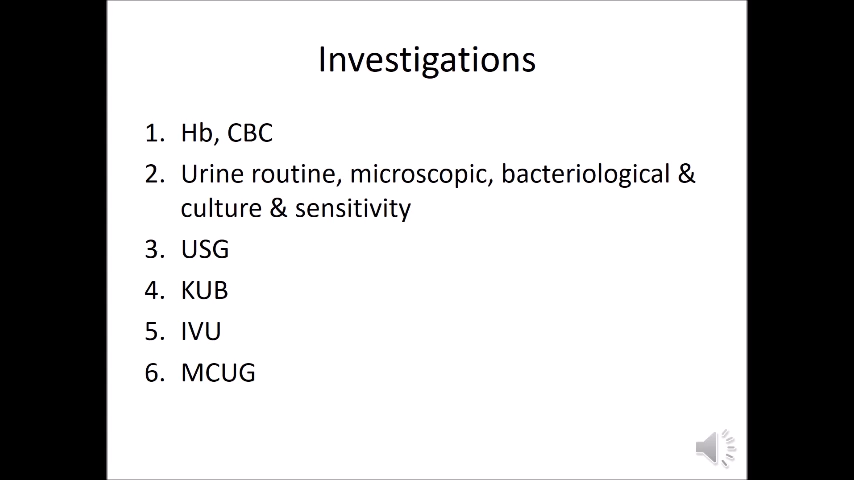 Investigations
1. Hb, CBC
2. Urine routine, microscopic, bacteriological &
culture & sensitivity
3. USG
4. KUB
5. IVU
6. MCUG